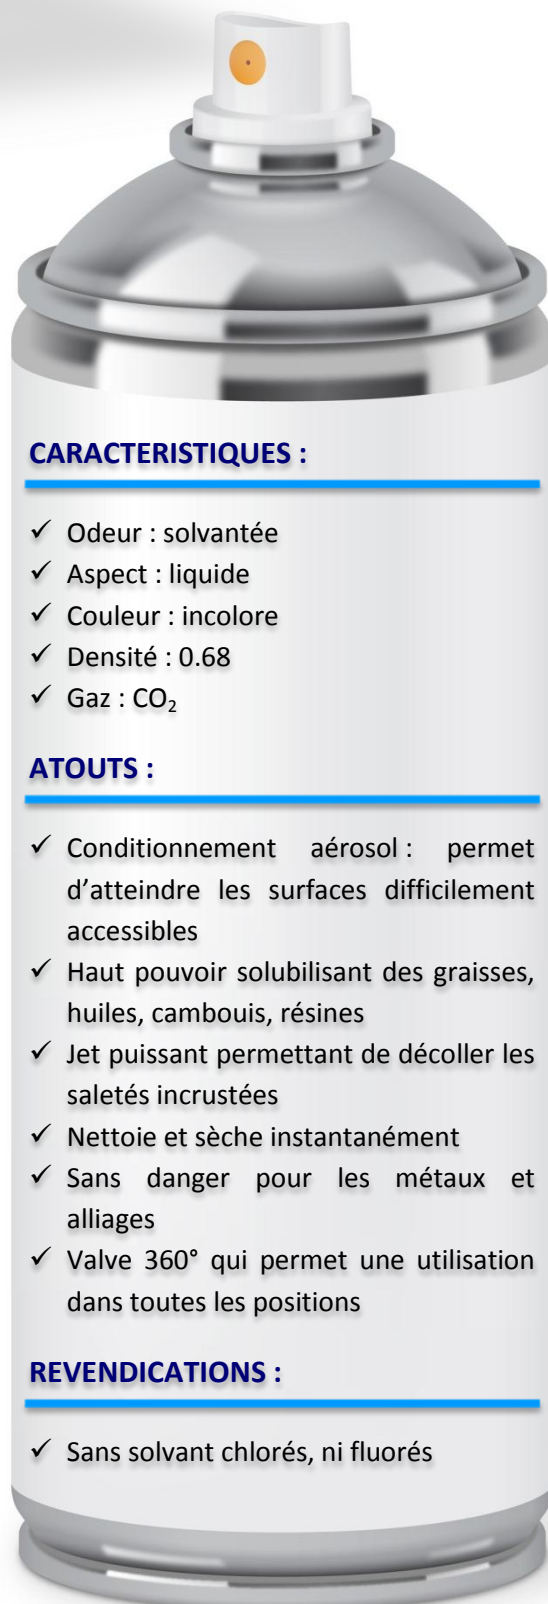 CARACTERISTIQUES :
✓ Odeur : solvantée
✓ Aspect : liquide
✓ Couleur : incolore
✓ Densité : 0.68
✓ Gaz : CO₂
ATOUTS :
✓ Conditionnement aérosol : permet
d’atteindre les surfaces difficilement
accessibles
✓ Haut pouvoir solubilisant des graisses,
huiles, cambouis, résines
✓ Jet puissant permettant de décoller les
saletés incrustées
✓ Nettoie et sèche instantanément
✓ Sans danger pour les métaux et
alliages
✓ Valve 360° qui permet une utilisation
dans toutes les positions
REVENDICATIONS :
✓ Sans solvant chlorés, ni fluorés